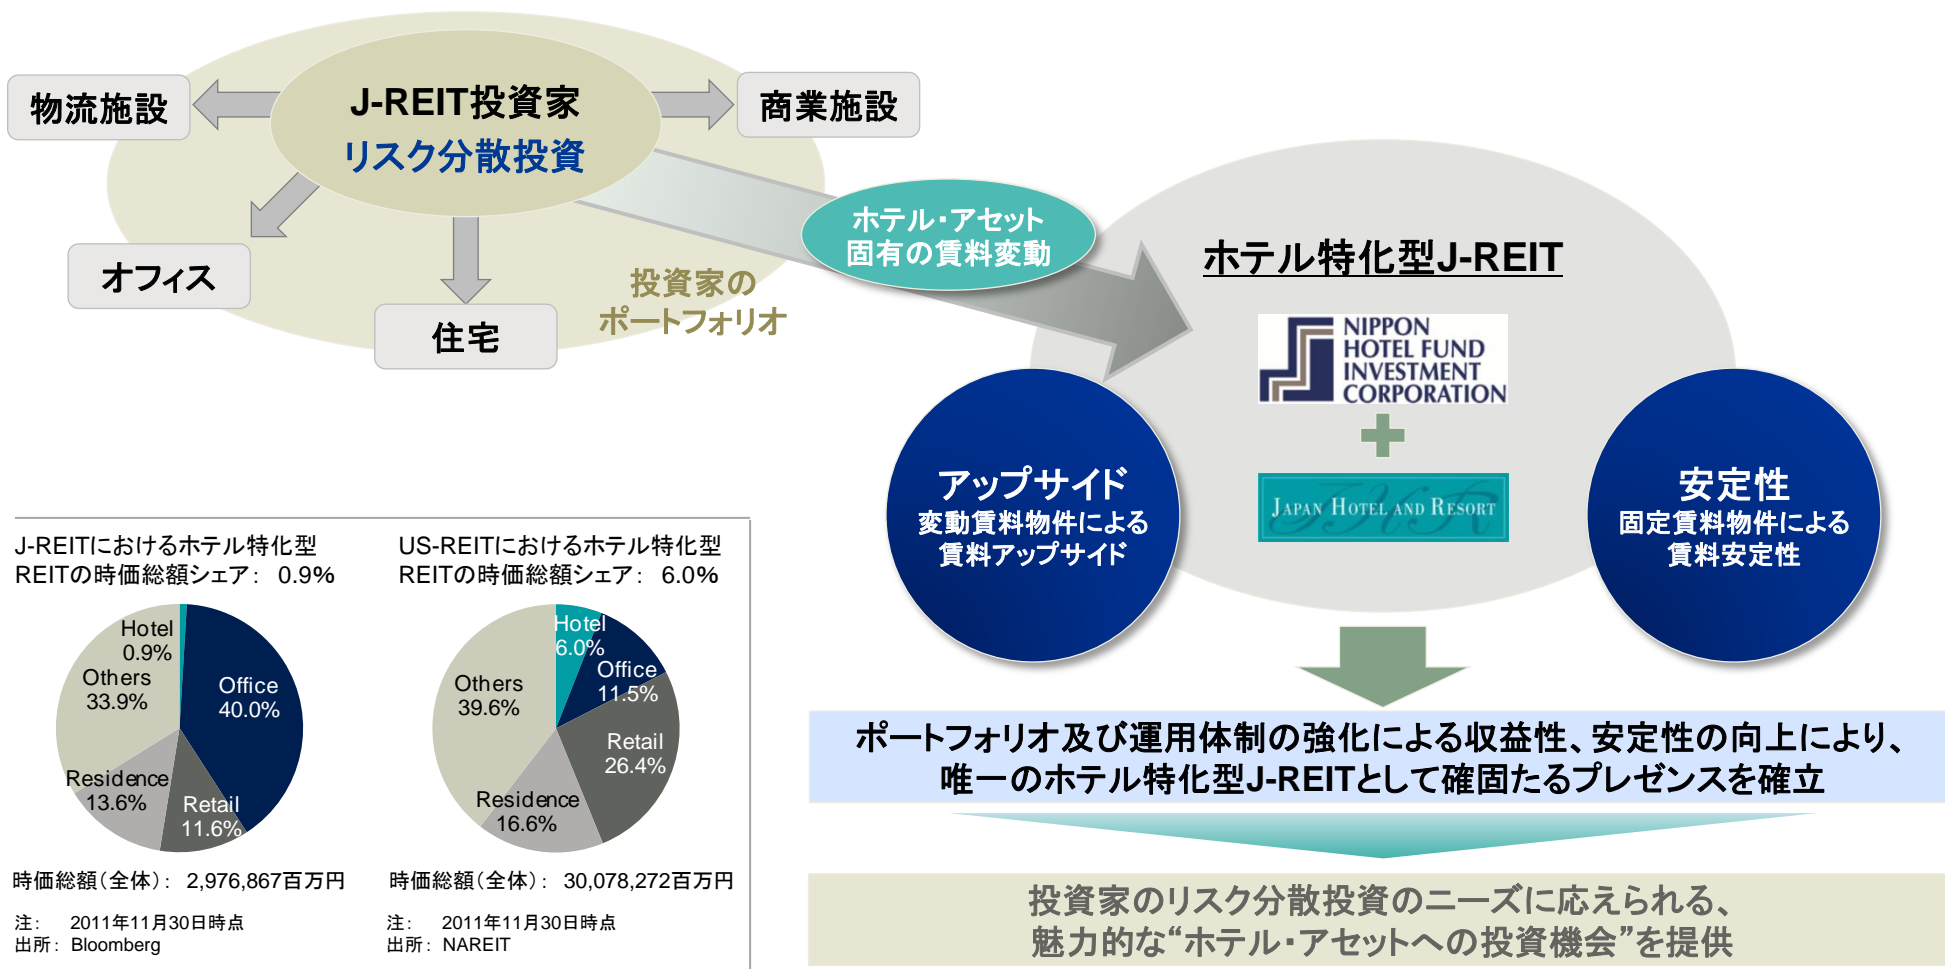 J-REIT投資家
リスク分散投資
物流施設
商業施設
オフィス
住宅
投資家の
ポートフォリオ
ホテル・アセット
固有の賃料変動
ホテル特化型J-REIT
NIPPON
HOTEL FUND
INVESTMENT
CORPORATION
JAPAN HOTEL AND RESORT
アップサイド
変動賃料物件による
賃料アップサイド
安定性
固定賃料物件による
賃料安定性
J-REITにおけるホテル特化型
REITの時価総額シェア： 0.9%
Hotel
0.9%
Others
33.9%
Office
40.0%
Residence
13.6%
Retail
11.6%
時価総額（全体）： 2,976,867百万円
注： 2011年11月30日時点
出所： Bloomberg
US-REITにおけるホテル特化型
REITの時価総額シェア： 6.0%
Hotel
6.0%
Office
11.5%
Others
39.6%
Retail
26.4%
Residence
16.6%
時価総額（全体）： 30,078,272百万円
注： 2011年11月30日時点
出所： NAREIT
ポートフォリオ及び運用体制の強化による収益性、安定性の向上により、
唯一のホテル特化型J-REITとして確固たるプレゼンスを確立
投資家のリスク分散投資のニーズに応えられる、
魅力的な“ホテル・アセットへの投資機会”を提供